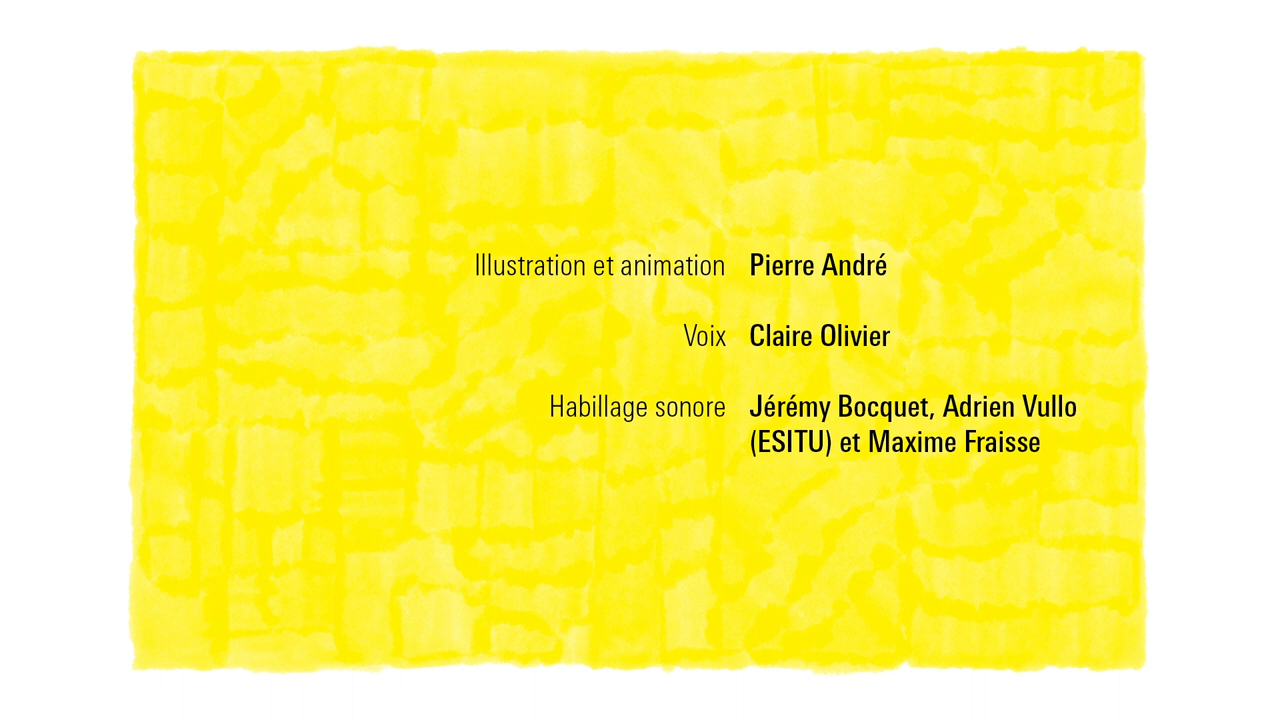 Illustration et animation Pierre André
Voix Claire Olivier
Habillage sonore Jérémy Bocquet, Adrien Vullo
(ESITU) et Maxime Fraisse